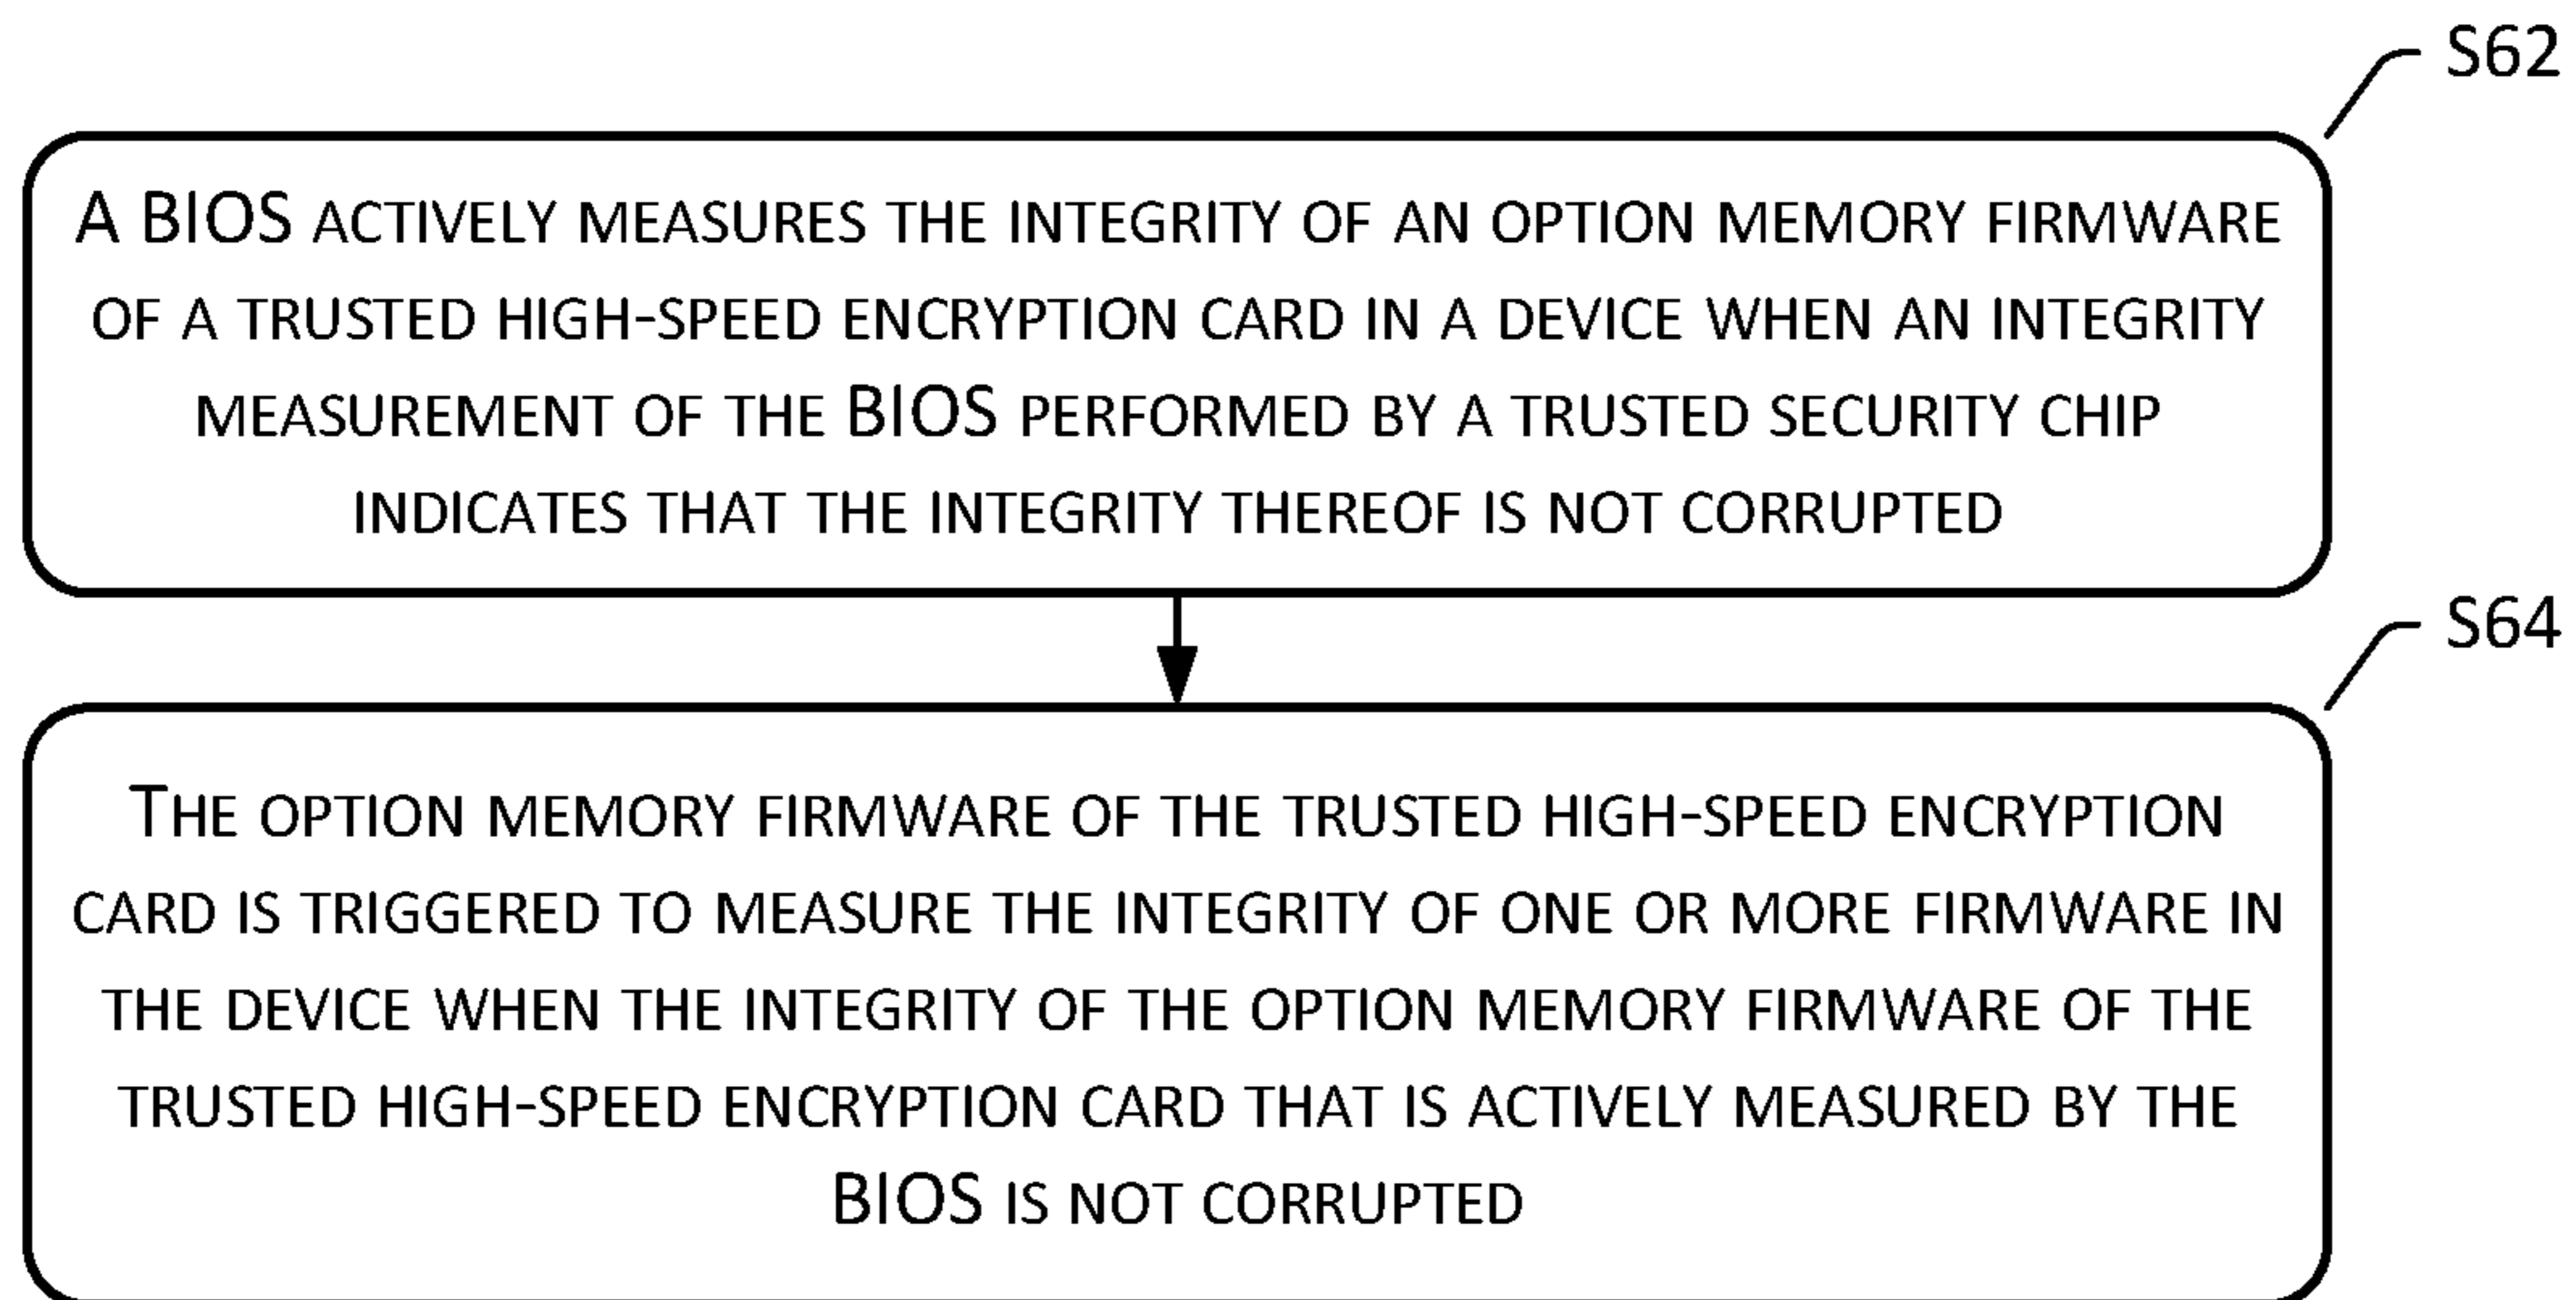 S62
A BIOS ACTIVELY MEASURES THE INTEGRITY OF AN OPTION MEMORY FIRMWARE
OF A TRUSTED HIGH-SPEED ENCRYPTION CARD IN A DEVICE WHEN AN INTEGRITY
MEASUREMENT OF THE BIOS PERFORMED BY A TRUSTED SECURITY CHIP
INDICATES THAT THE INTEGRITY THEREOF IS NOT CORRUPTED
S64
THE OPTION MEMORY FIRMWARE OF THE TRUSTED HIGH-SPEED ENCRYPTION
CARD IS TRIGGERED TO MEASURE THE INTEGRITY OF ONE OR MORE FIRMWARE IN
THE DEVICE WHEN THE INTEGRITY OF THE OPTION MEMORY FIRMWARE OF THE
TRUSTED HIGH-SPEED ENCRYPTION CARD THAT IS ACTIVELY MEASURED BY THE
BIOS IS NOT CORRUPTED